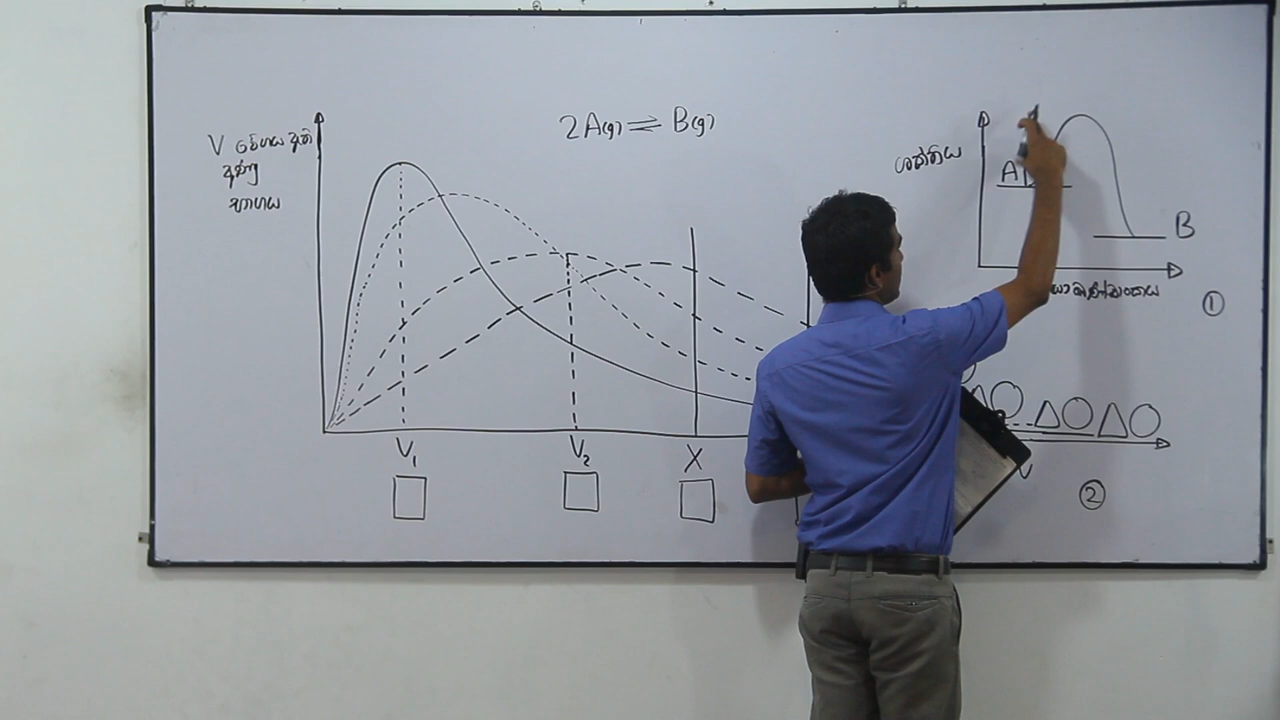 2A(g) ⇌ B(g)
V වේගය ඇති
අණු
භාගය
ශක්තිය
A
B
①
V₁
V₂
X
②